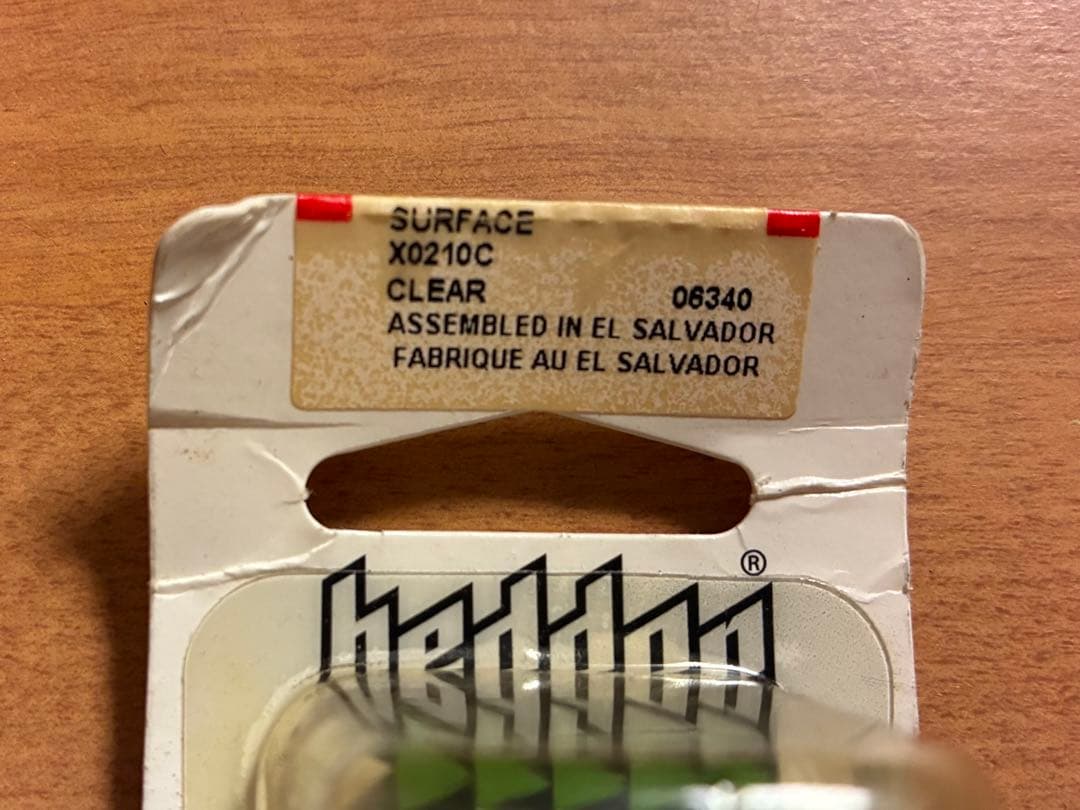 SURFACE
X0210C
CLEAR 06340
ASSEMBLED IN EL SALVADOR
FABRIQUE AU EL SALVADOR
heddon®